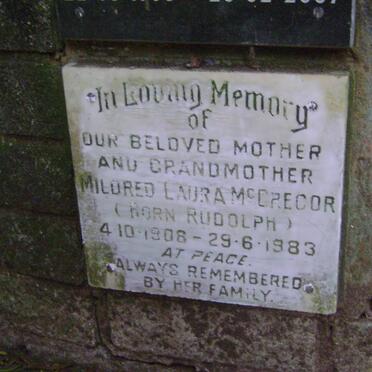 In Loving Memory
of
OUR BELOVED MOTHER
AND GRANDMOTHER
MILDRED LAURA McGREGOR
(BORN RUDOLPH)
4·10·1908 – 29·6·1983
AT PEACE.
ALWAYS REMEMBERED
BY HER FAMILY.